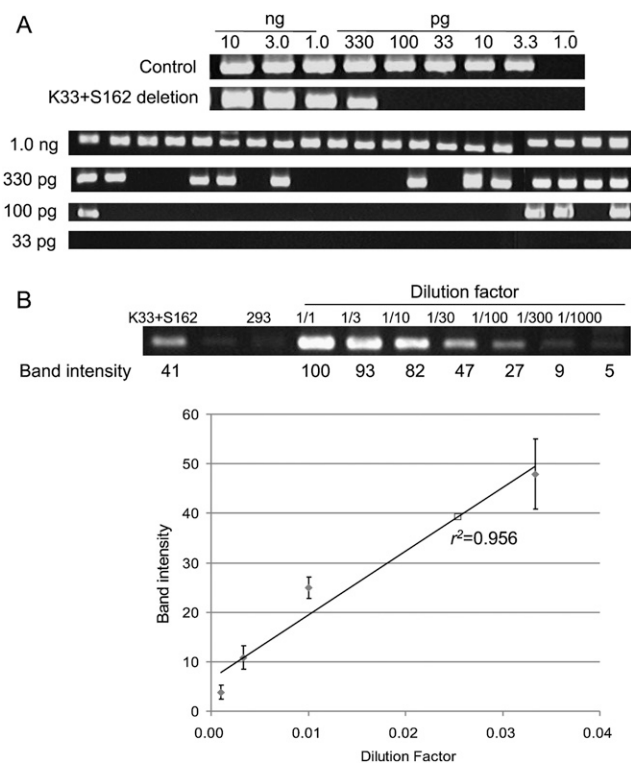 A
ng pg
10 3.0 1.0 330 100 33 10 3.3 1.0
Control
K33+S162 deletion
1.0 ng
330 pg
100 pg
33 pg
B
Dilution factor
K33+S162 293 1/1 1/3 1/10 1/30 1/100 1/300 1/1000
Band intensity 41 100 93 82 47 27 9 5
60
50
40
30
20
10
0
Band intensity
r²=0.956
0.00 0.01 0.02 0.03 0.04
Dilution Factor